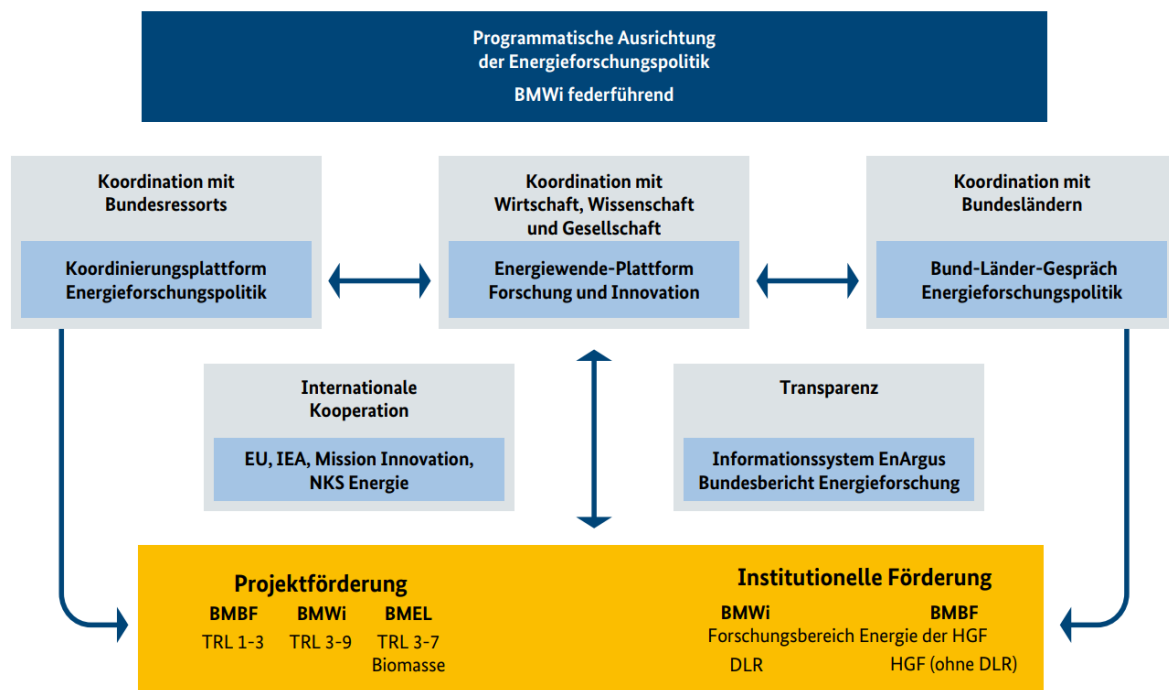 Programmatische Ausrichtung
der Energieforschungspolitik
BMWi federführend
Koordination mit
Bundesressorts
Koordinierungsplattform
Energieforschungspolitik
Koordination mit
Wirtschaft, Wissenschaft
und Gesellschaft
Energiewende-Plattform
Forschung und Innovation
Koordination mit
Bundesländern
Bund-Länder-Gespräch
Energieforschungspolitik
Internationale
Kooperation
EU, IEA, Mission Innovation,
NKS Energie
Transparenz
Informationssystem EnArgus
Bundesbericht Energieforschung
Projektförderung
BMBF BMWi BMEL
TRL 1-3 TRL 3-9 TRL 3-7
Biomasse
Institutionelle Förderung
BMWi BMBF
Forschungsbereich Energie der HGF
DLR HGF (ohne DLR)